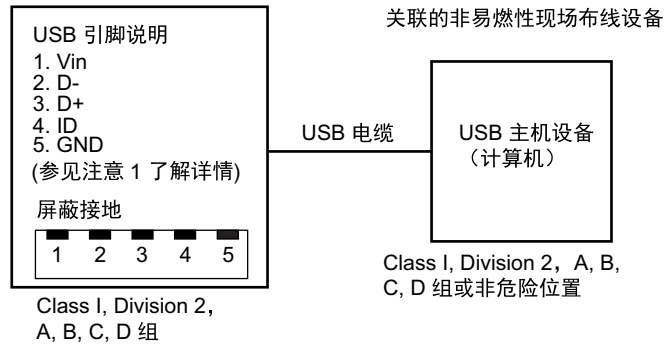 USB 引脚说明
1. Vin
2. D-
3. D+
4. ID
5. GND
(参见注意 1 了解详情)
屏蔽接地
1 2 3 4 5
Class I, Division 2,
A, B, C, D 组
USB 电缆
关联的非易燃性现场布线设备
USB 主机设备
（计算机）
Class I, Division 2，A, B,
C, D 组或非危险位置